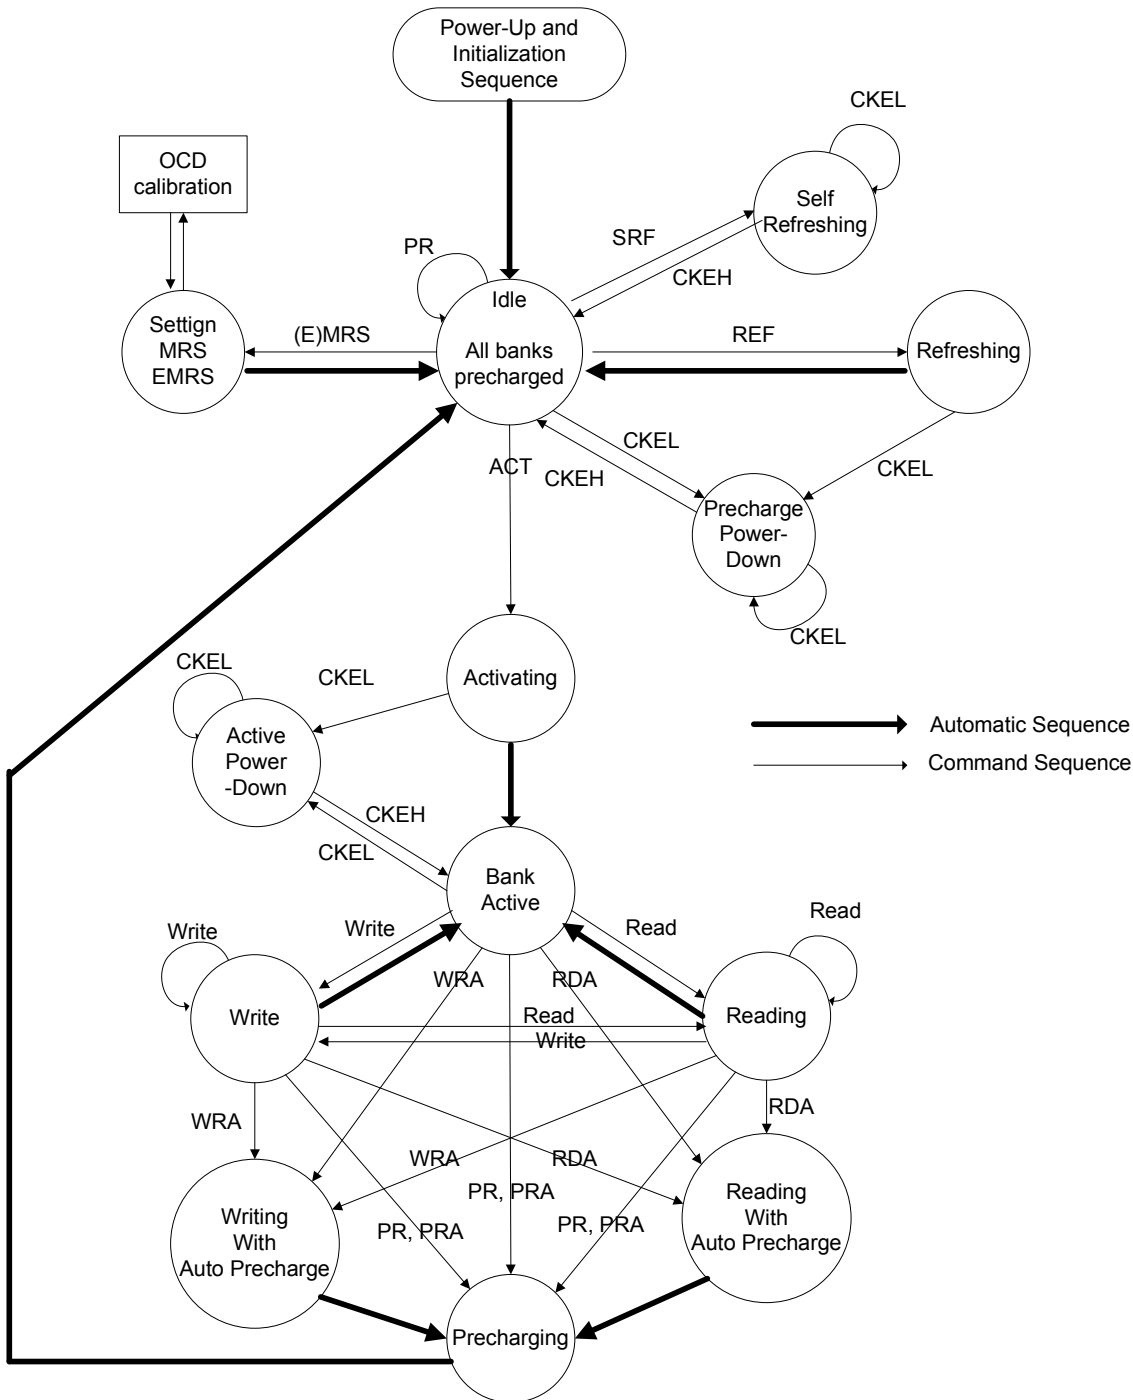 Power-Up and
Initialization
Sequence
CKEL
OCD
calibration
Self
Refreshing
SRF
PR
CKEH
Idle
All banks
precharged
Settign
MRS
EMRS
(E)MRS
REF
Refreshing
CKEL
ACT
CKEH
CKEL
Precharge
Power-
Down
CKEL
CKEL
CKEL
Activating
Active
Power
-Down
Automatic Sequence
Command Sequence
CKEH
CKEL
Bank
Active
Write
Write
Read
Read
WRA
RDA
Write
Read
Write
Reading
WRA
RDA
WRA
RDA
PR, PRA
PR, PRA
PR, PRA
Writing
With
Auto Precharge
Reading
With
Auto Precharge
Precharging